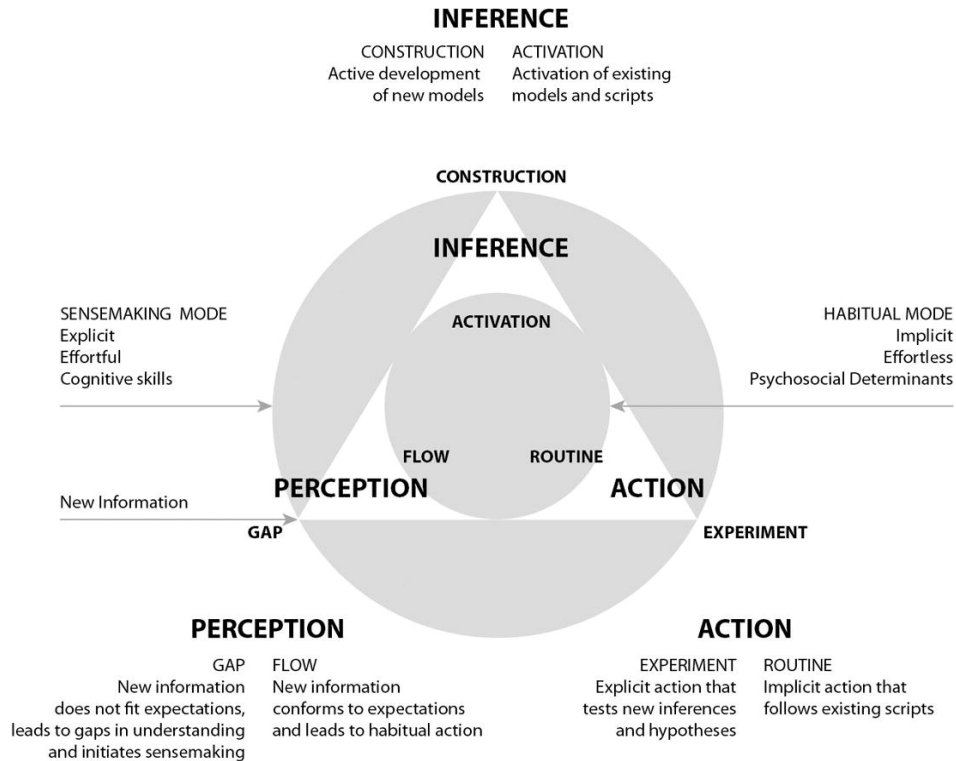 INFERENCE
CONSTRUCTION
Active development
of new models
ACTIVATION
Activation of existing
models and scripts
CONSTRUCTION
INFERENCE
ACTIVATION
SENSEMAKING MODE
Explicit
Effortful
Cognitive skills
HABITUAL MODE
Implicit
Effortless
Psychosocial Determinants
FLOW
ROUTINE
PERCEPTION
ACTION
New Information
GAP
EXPERIMENT
PERCEPTION
GAP
New information
does not fit expectations,
leads to gaps in understanding
and initiates sensemaking
FLOW
New information
conforms to expectations
and leads to habitual action
ACTION
EXPERIMENT
Explicit action that
tests new inferences
and hypotheses
ROUTINE
Implicit action that
follows existing scripts